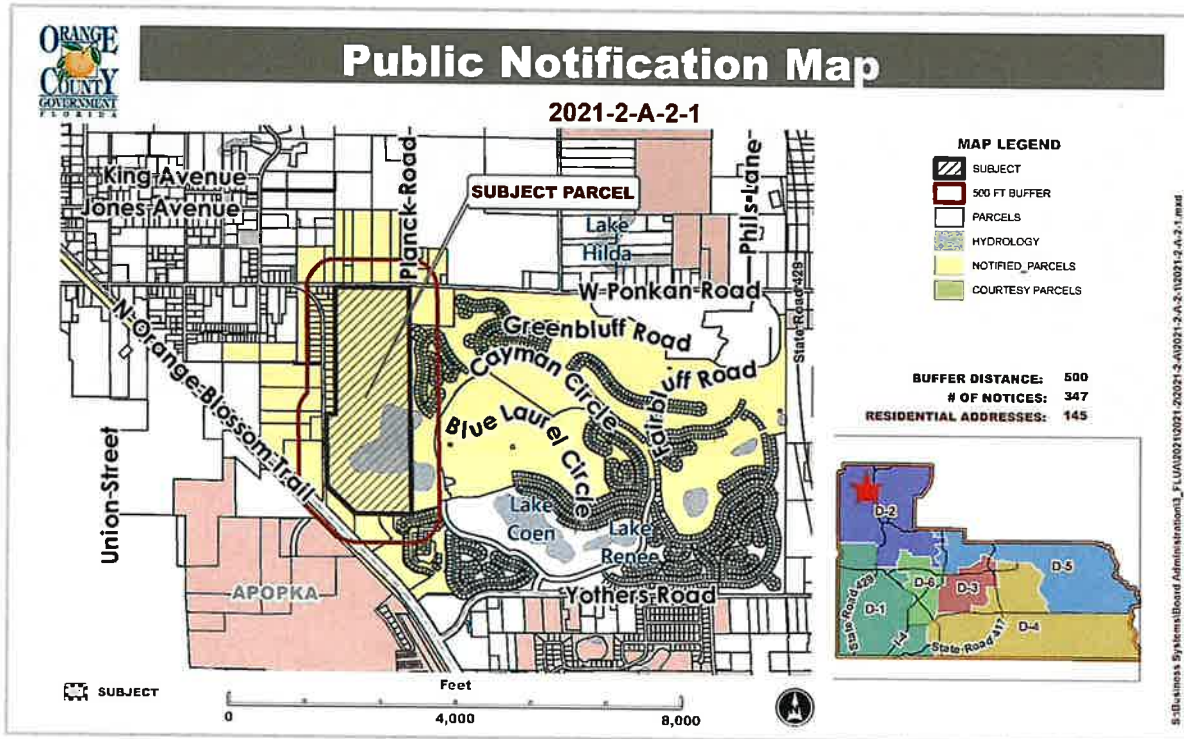 ORANGE
COUNTY
GOVERNMENT
FLORIDA
Public Notification Map
2021-2-A-2-1
King Avenue
Jones Avenue
Planck-Road
SUBJECT PARCEL
Lake
Hilda
Phils-Lane
State-Road-429
W-Ponkan-Road
Greenbluff Road
Cayman Circle
Fairbluff Road
Blue Laurel Circle
N-Orange-Blossom-Trail
Union-Street
Lake
Coen
Lake
Renee
APOPKA
Yothers-Road
MAP LEGEND
SUBJECT
500 FT BUFFER
PARCELS
HYDROLOGY
NOTIFIED_PARCELS
COURTESY PARCELS
BUFFER DISTANCE: 500
# OF NOTICES: 347
RESIDENTIAL ADDRESSES: 145
D-2
D-5
D-6
D-3
D-1
D-4
State-Road-429
I-4
State-Road-417
SUBJECT
Feet
0 4,000 8,000
N